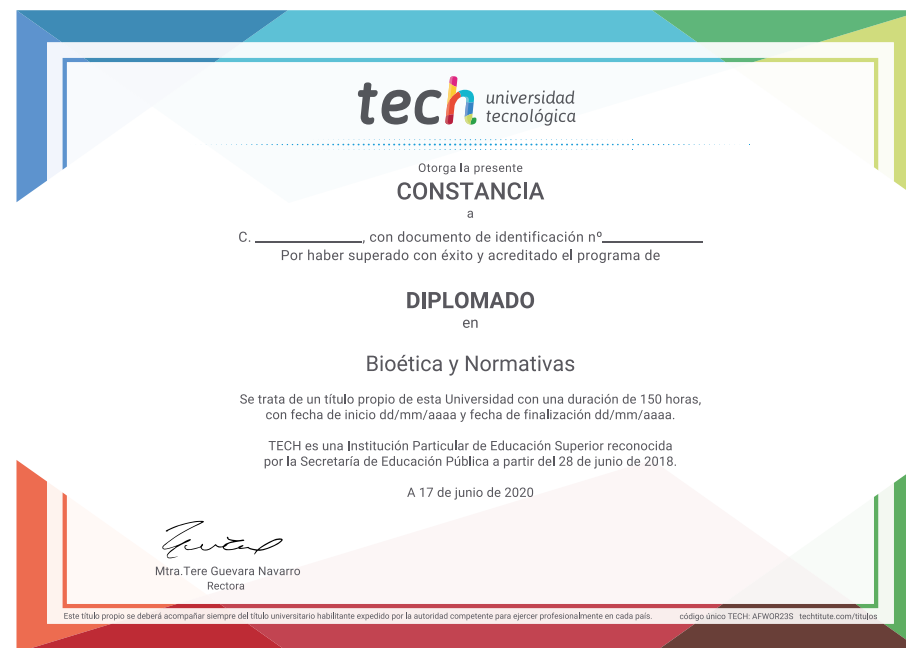 tech universidad
tecnológica
Otorga la presente
CONSTANCIA
a
C. ____________, con documento de identificación nº____________
Por haber superado con éxito y acreditado el programa de
DIPLOMADO
en
Bioética y Normativas
Se trata de un título propio de esta Universidad con una duración de 150 horas,
con fecha de inicio dd/mm/aaaa y fecha de finalización dd/mm/aaaa.
TECH es una Institución Particular de Educación Superior reconocida
por la Secretaría de Educación Pública a partir del 28 de junio de 2018.
A 17 de junio de 2020
Mtra.Tere Guevara Navarro
Rectora
Este título propio se deberá acompañar siempre del título universitario habilitante expedido por la autoridad competente para ejercer profesionalmente en cada país. código único TECH: AFWOR23S techtitute.com/titulos